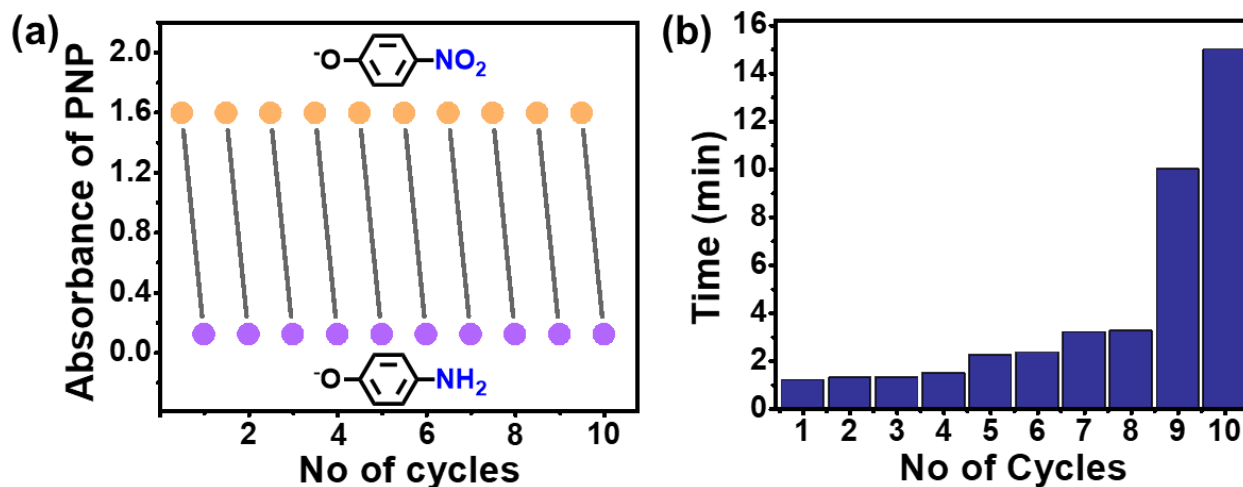 (a)
Absorbance of PNP
2.0
1.6
1.2
0.8
0.4
0.0
⁻O
NO₂
⁻O
NH₂
2
4
6
8
10
No of cycles
(b)
Time (min)
16
14
12
10
8
6
4
2
0
1 2 3 4 5 6 7 8 9 10
No of Cycles